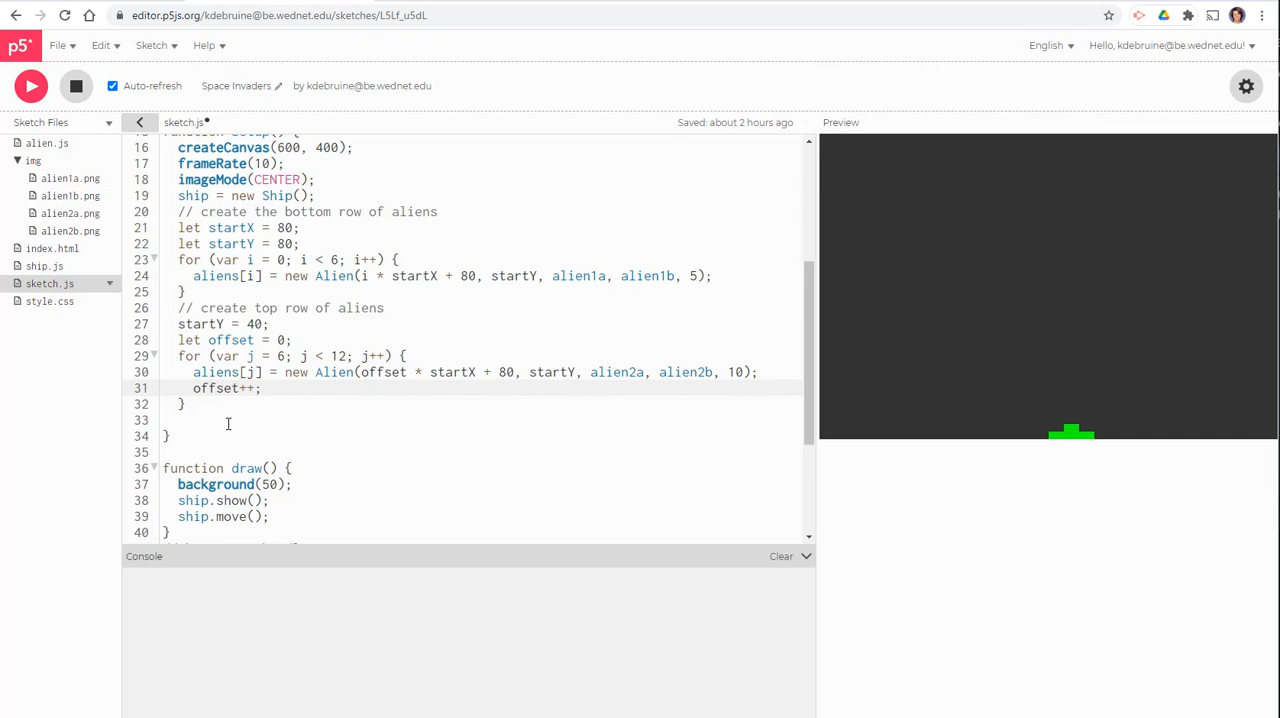 editor.p5js.org/kdebruine@be.wednet.edu/sketches/L5Lf_u5dL
p5*
File
Edit
Sketch
Help
English
Hello, kdebruine@be.wednet.edu!
Auto-refresh
Space Invaders
by kdebruine@be.wednet.edu
Sketch Files
sketch.js
Saved: about 2 hours ago
Preview
alien.js
img
alien1a.png
alien1b.png
alien2a.png
alien2b.png
index.html
ship.js
sketch.js
style.css
15 function setup() {
16 createCanvas(600, 400);
17 frameRate(10);
18 imageMode(CENTER);
19 ship = new Ship();
20 // create the bottom row of aliens
21 let startX = 80;
22 let startY = 80;
23 for (var i = 0; i < 6; i++) {
24 aliens[i] = new Alien(i * startX + 80, startY, alien1a, alien1b, 5);
25 }
26 // create top row of aliens
27 startY = 40;
28 let offset = 0;
29 for (var j = 6; j < 12; j++) {
30 aliens[j] = new Alien(offset * startX + 80, startY, alien2a, alien2b, 10);
31 offset++;
32 }
33
34 }
35
36 function draw() {
37 background(50);
38 ship.show();
39 ship.move();
40 }
Console
Clear